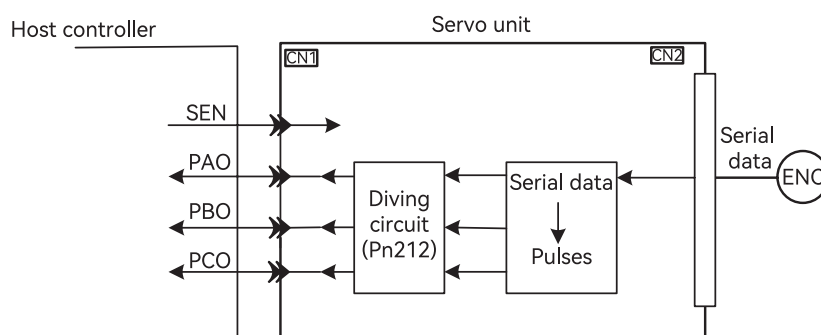 Host controller
Servo unit
CN1
CN2
SEN
Serial
data
ENC
PAO
PBO
PCO
Diving
circuit
(Pn212)
Serial data
Pulses